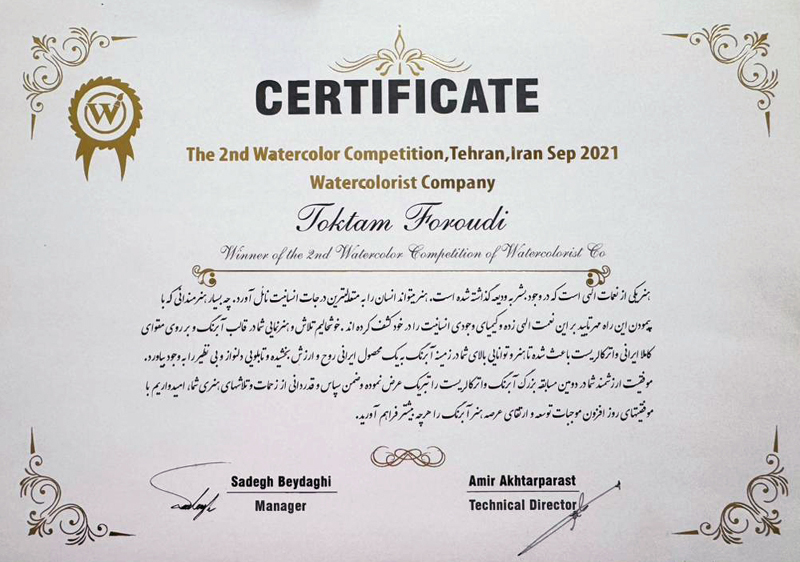 W
CERTIFICATE
The 2nd Watercolor Competition,Tehran,Iran Sep 2021
Watercolorist Company
Toktam Foroudi
Winner of the 2nd Watercolor Competition of Watercolorist Co
هنر یکی از نعمات الهی است که در وجود بشر به ودیعه گذاشته شده است. هنر میتواند انسان را به متعالیترین درجات انسانیت نائل آورد. چه بسیار هنرمندانی که با
پیمودن این راه مهر تایید بر این نعمت الهی زده و کیمیای وجودی انسانیت را در خود کشف کرده اند. خوشحالیم تلاش و هنرنمایی شما در قالب آبرنگ و بر روی مقوای
کاملا ایرانی واترکالریست باعث شده تا هنر و توانایی بالای شما در زمینه آبرنگ به یک محصول ایرانی روح و ارزش بخشیده و تابلویی دلنواز و بی نظیر را به وجود بیاورد.
موفقیت ارزشمند شما در دومین مسابقه بزرگ آبرنگ واترکالریست را تبریک عرض نموده و ضمن سپاس و قدردانی از زحمات و تلاشهای هنری شما، امیدواریم با
موفقیتهای روز افزون موجبات توسعه و ارتقای عرصه هنر آبرنگ را هرچه بیشتر فراهم آورید.
Sadegh Beydaghi
Manager
Amir Akhtarparast
Technical Director